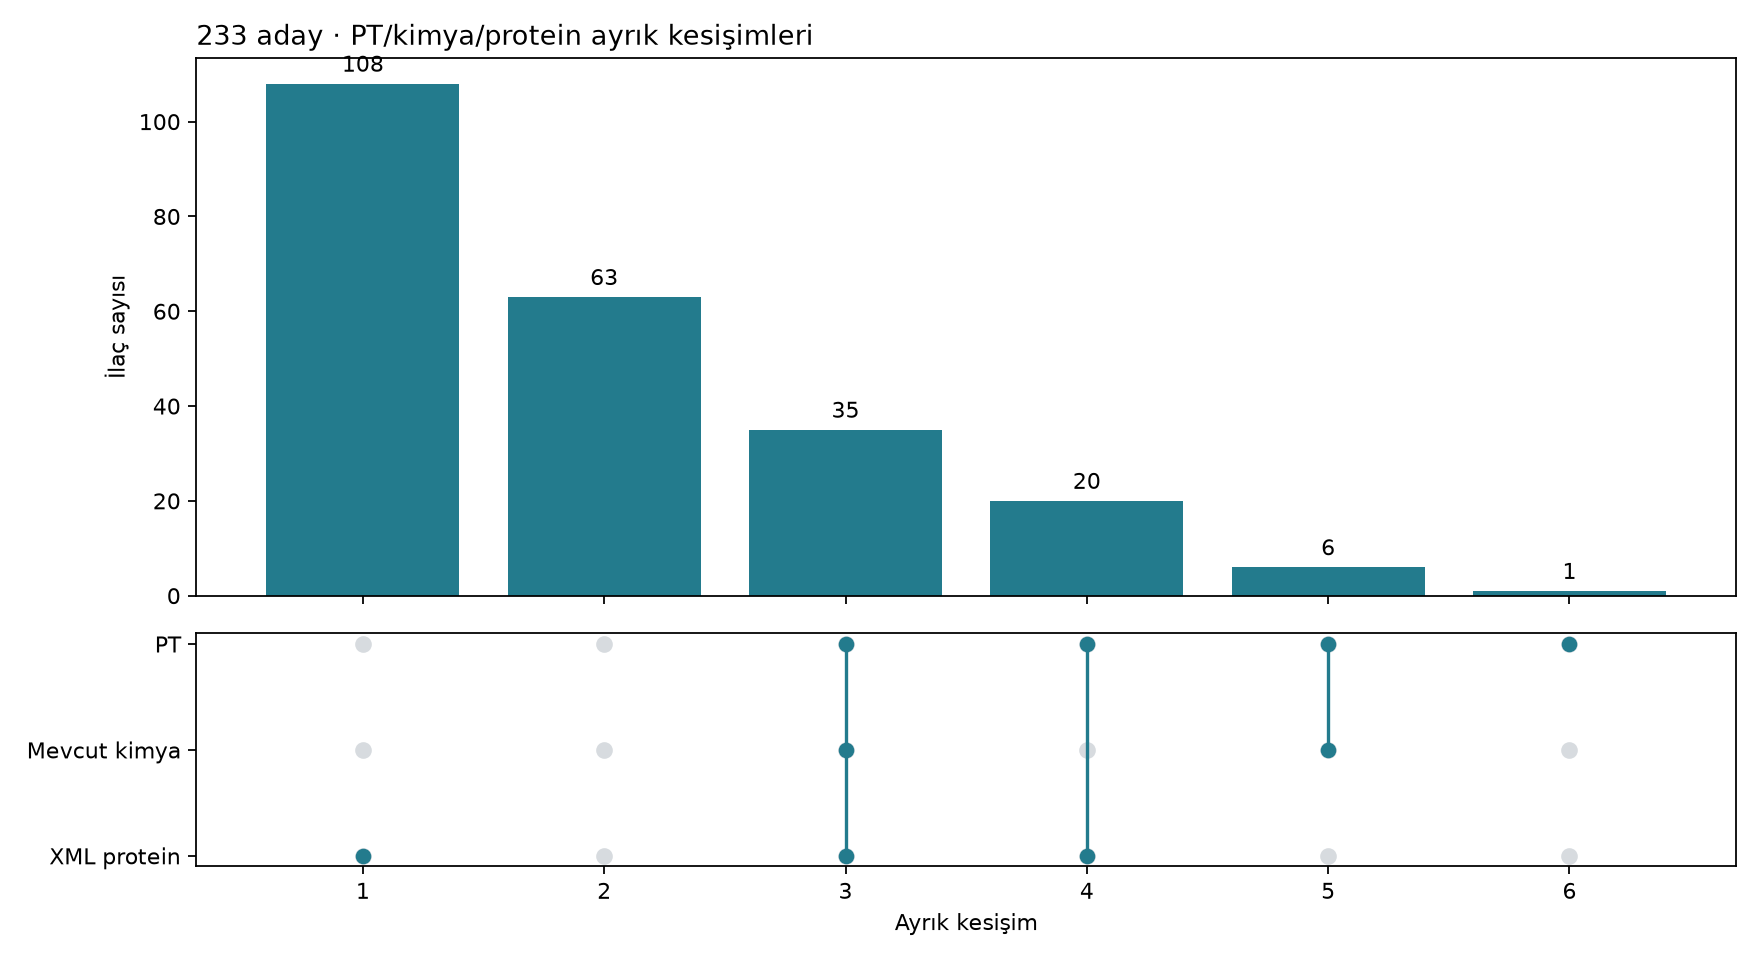 233 aday · PT/kimya/protein ayrık kesişimleri
108
63
35
20
6
1
100
80
60
40
20
0
İlaç sayısı
PT
Mevcut kimya
XML protein
1 2 3 4 5 6
Ayrık kesişim